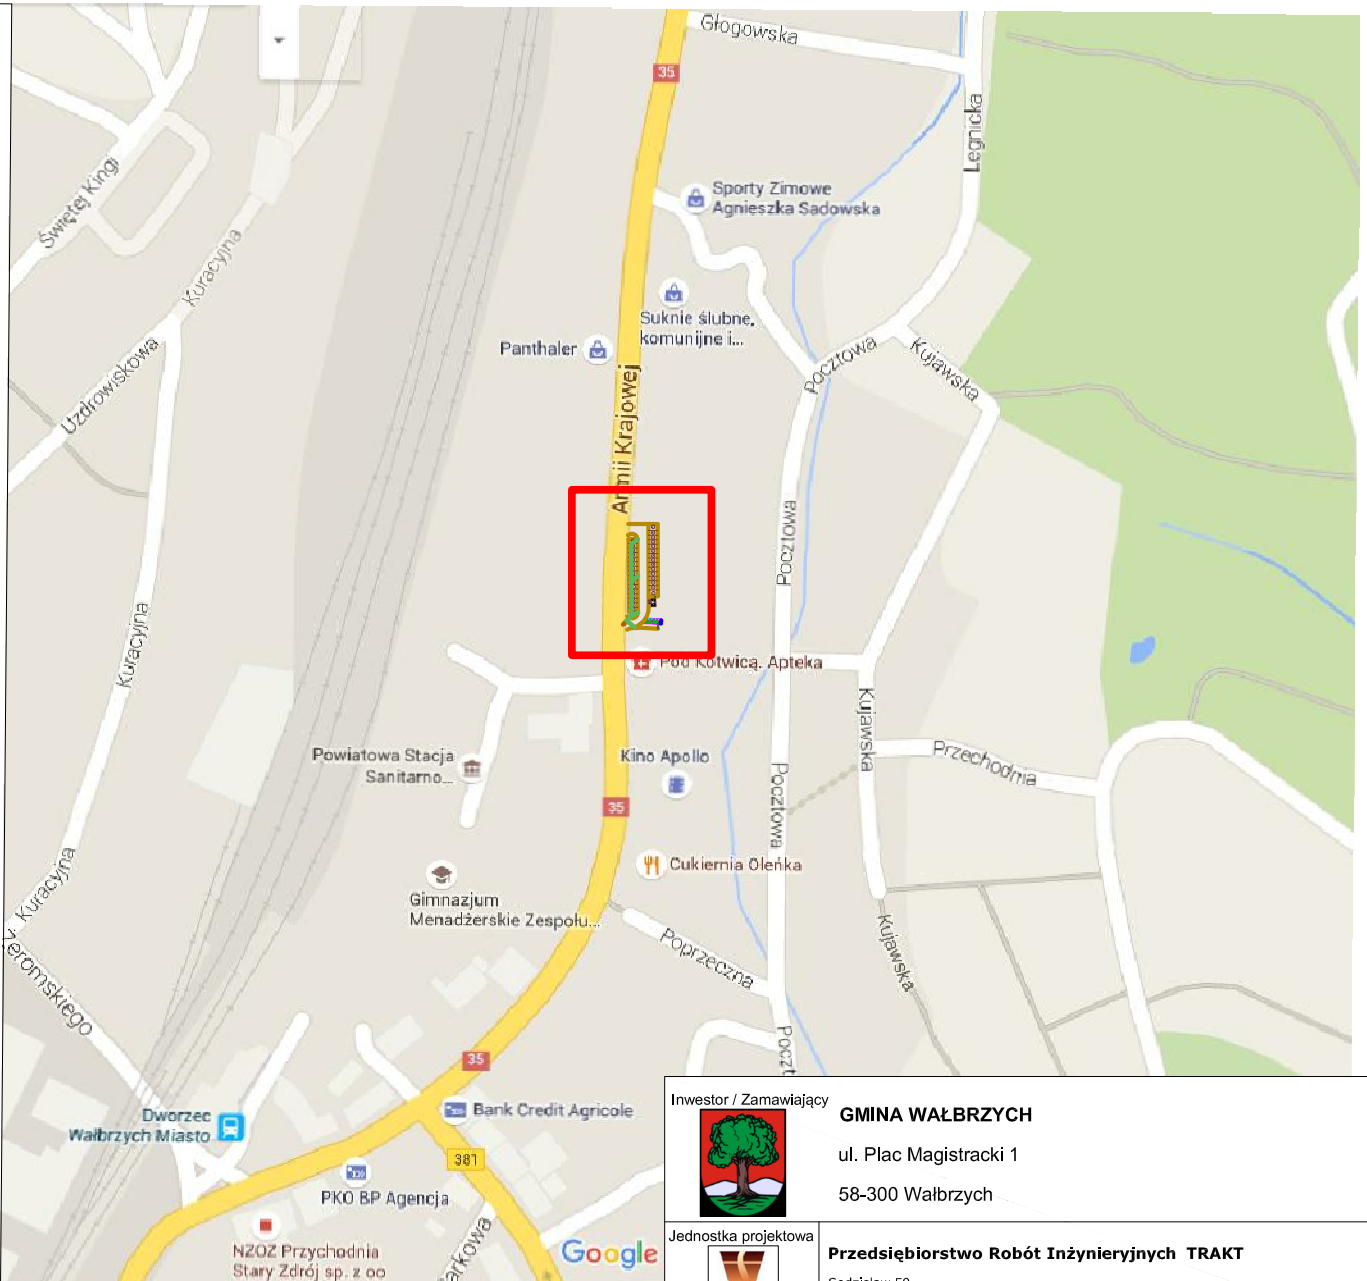 Głogowska
35
Legnicka
Świętej Kingi
Sporty Zimowe
Agnieszka Sadowska
Kuracyjna
Suknie ślubne,
komunijne i...
Panthaler
Pocztowa
Kujawska
Uzdrowiskowa
Armii Krajowej
Pocztowa
Kuracyjna
Pod Kotwicą. Apteka
Kujawska
Przechodnia
Powiatowa Stacja
Sanitarno...
Kino Apollo
Pocztowa
35
Cukiernia Oleńka
Kuracyjna
Gimnazjum
Menadżerskie Zespołu...
Kujawska
Poprzeczna
Żeromskiego
Poczt
35
Dworzec
Wałbrzych Miasto
Bank Credit Agricole
381
PKO BP Agencja
NZOZ Przychodnia
Stary Zdrój sp. z oo
arkowa
Google
Inwestor / Zamawiający
GMINA WAŁBRZYCH
ul. Plac Magistracki 1
58-300 Wałbrzych
Jednostka projektowa
Przedsiębiorstwo Robót Inżynieryjnych TRAKT